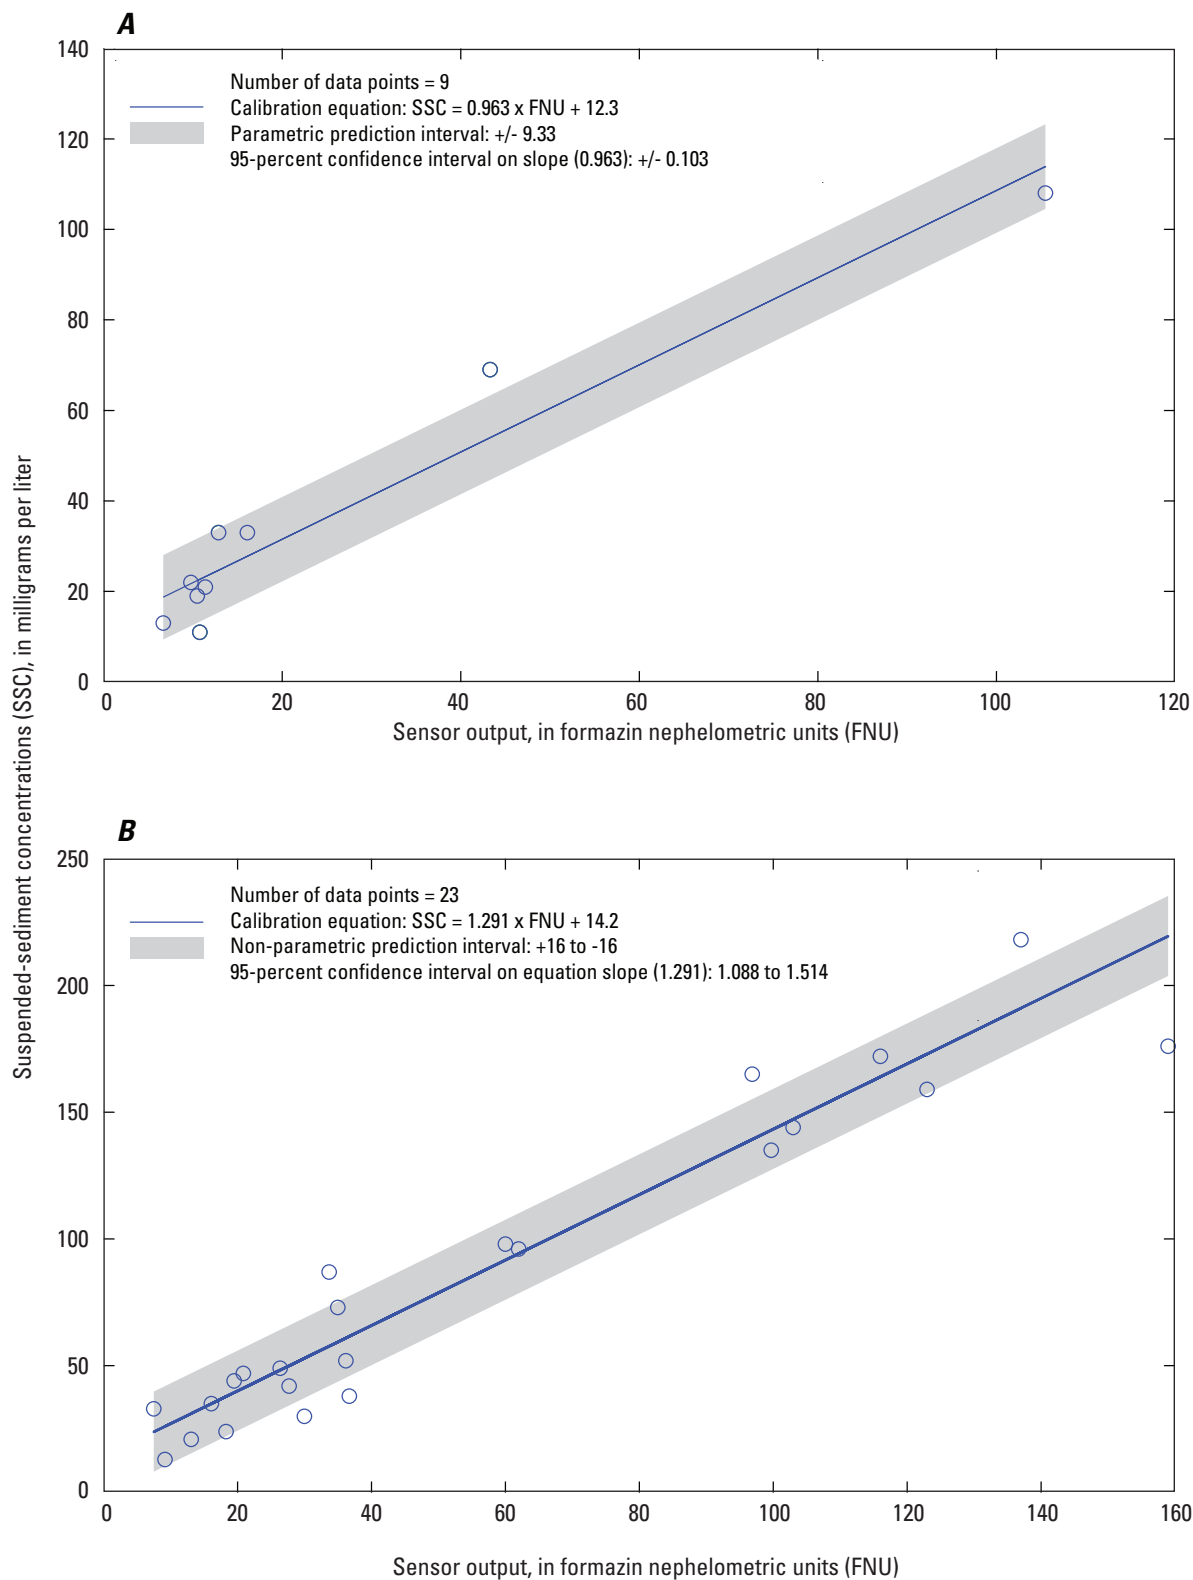 A
140
120
100
80
60
40
20
0
Number of data points = 9
Calibration equation: SSC = 0.963 x FNU + 12.3
Parametric prediction interval: +/- 9.33
95-percent confidence interval on slope (0.963): +/- 0.103
0 20 40 60 80 100 120
Sensor output, in formazin nephelometric units (FNU)
Suspended-sediment concentrations (SSC), in milligrams per liter
B
250
200
150
100
50
0
Number of data points = 23
Calibration equation: SSC = 1.291 x FNU + 14.2
Non-parametric prediction interval: +16 to -16
95-percent confidence interval on equation slope (1.291): 1.088 to 1.514
0 20 40 60 80 100 120 140 160
Sensor output, in formazin nephelometric units (FNU)